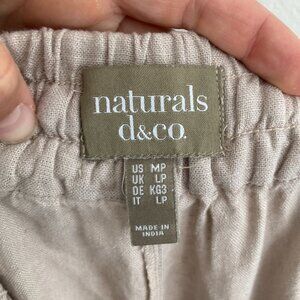 naturals
d&co.
US MP
UK LP
DE KG3
IT LP
MADE IN
INDIA